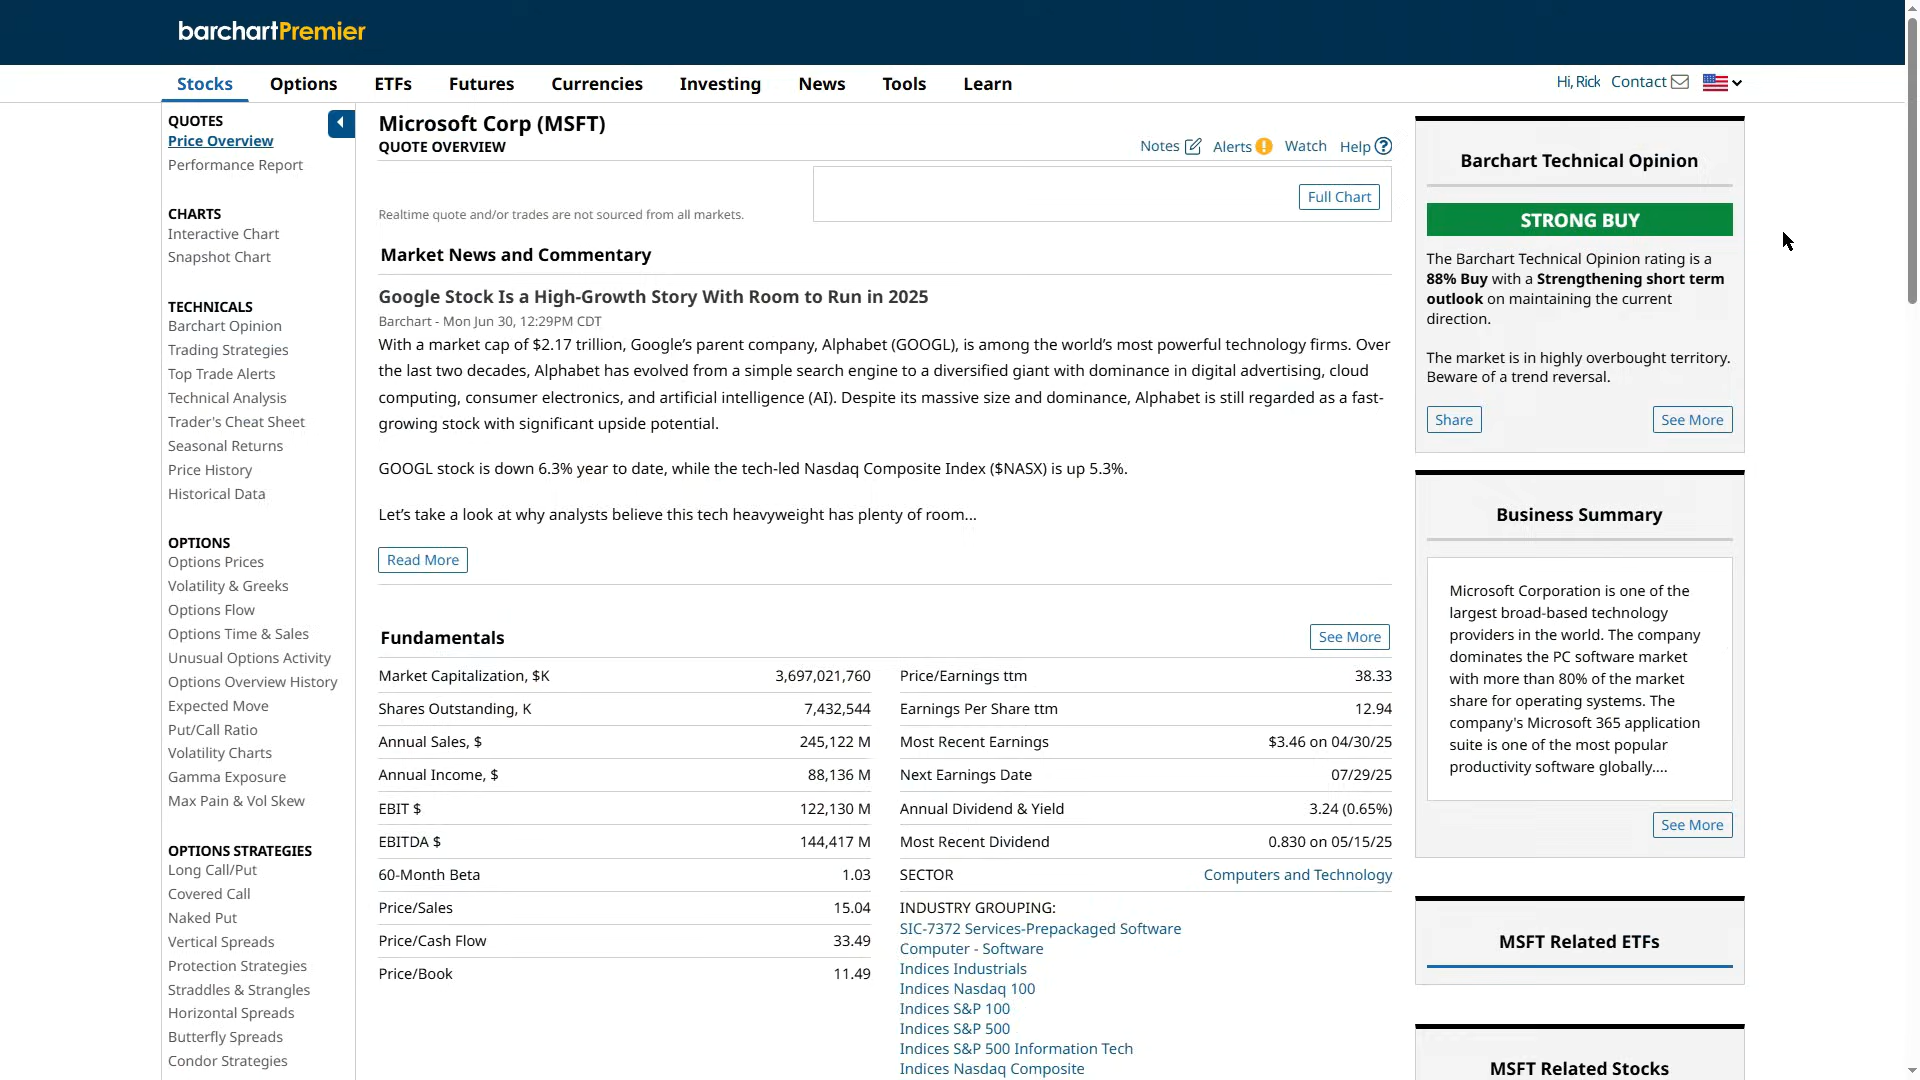 barchartPremier
Stocks
Options
ETFs
Futures
Currencies
Investing
News
Tools
Learn
Hi, Rick
Contact
QUOTES
Price Overview
Performance Report
CHARTS
Interactive Chart
Snapshot Chart
TECHNICALS
Barchart Opinion
Trading Strategies
Top Trade Alerts
Technical Analysis
Trader's Cheat Sheet
Seasonal Returns
Price History
Historical Data
OPTIONS
Options Prices
Volatility & Greeks
Options Flow
Options Time & Sales
Unusual Options Activity
Options Overview History
Expected Move
Put/Call Ratio
Volatility Charts
Gamma Exposure
Max Pain & Vol Skew
OPTIONS STRATEGIES
Long Call/Put
Covered Call
Naked Put
Vertical Spreads
Protection Strategies
Straddles & Strangles
Horizontal Spreads
Butterfly Spreads
Condor Strategies
Microsoft Corp (MSFT)
QUOTE OVERVIEW
Notes
Alerts
Watch
Help
Full Chart
Realtime quote and/or trades are not sourced from all markets.
Market News and Commentary
Google Stock Is a High-Growth Story With Room to Run in 2025
Barchart - Mon Jun 30, 12:29PM CDT
With a market cap of $2.17 trillion, Google’s parent company, Alphabet (GOOGL), is among the world’s most powerful technology firms. Over
the last two decades, Alphabet has evolved from a simple search engine to a diversified giant with dominance in digital advertising, cloud
computing, consumer electronics, and artificial intelligence (AI). Despite its massive size and dominance, Alphabet is still regarded as a fast-
growing stock with significant upside potential.
GOOGL stock is down 6.3% year to date, while the tech-led Nasdaq Composite Index ($NASX) is up 5.3%.
Let’s take a look at why analysts believe this tech heavyweight has plenty of room...
Read More
Fundamentals
See More
Market Capitalization, $K 3,697,021,760
Shares Outstanding, K 7,432,544
Annual Sales, $ 245,122 M
Annual Income, $ 88,136 M
EBIT $ 122,130 M
EBITDA $ 144,417 M
60-Month Beta 1.03
Price/Sales 15.04
Price/Cash Flow 33.49
Price/Book 11.49
Price/Earnings ttm 38.33
Earnings Per Share ttm 12.94
Most Recent Earnings $3.46 on 04/30/25
Next Earnings Date 07/29/25
Annual Dividend & Yield 3.24 (0.65%)
Most Recent Dividend 0.830 on 05/15/25
SECTOR Computers and Technology
INDUSTRY GROUPING:
SIC-7372 Services-Prepackaged Software
Computer - Software
Indices Industrials
Indices Nasdaq 100
Indices S&P 100
Indices S&P 500
Indices S&P 500 Information Tech
Indices Nasdaq Composite
Barchart Technical Opinion
STRONG BUY
The Barchart Technical Opinion rating is a
88% Buy with a Strengthening short term
outlook on maintaining the current
direction.
The market is in highly overbought territory.
Beware of a trend reversal.
Share
See More
Business Summary
Microsoft Corporation is one of the
largest broad-based technology
providers in the world. The company
dominates the PC software market
with more than 80% of the market
share for operating systems. The
company's Microsoft 365 application
suite is one of the most popular
productivity software globally....
See More
MSFT Related ETFs
MSFT Related Stocks